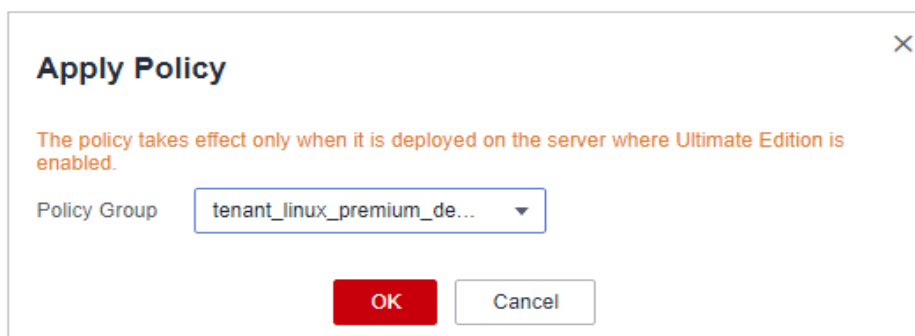 Apply Policy
The policy takes effect only when it is deployed on the server where Ultimate Edition is
enabled.
Policy Group tenant_linux_premium_de...
OK Cancel